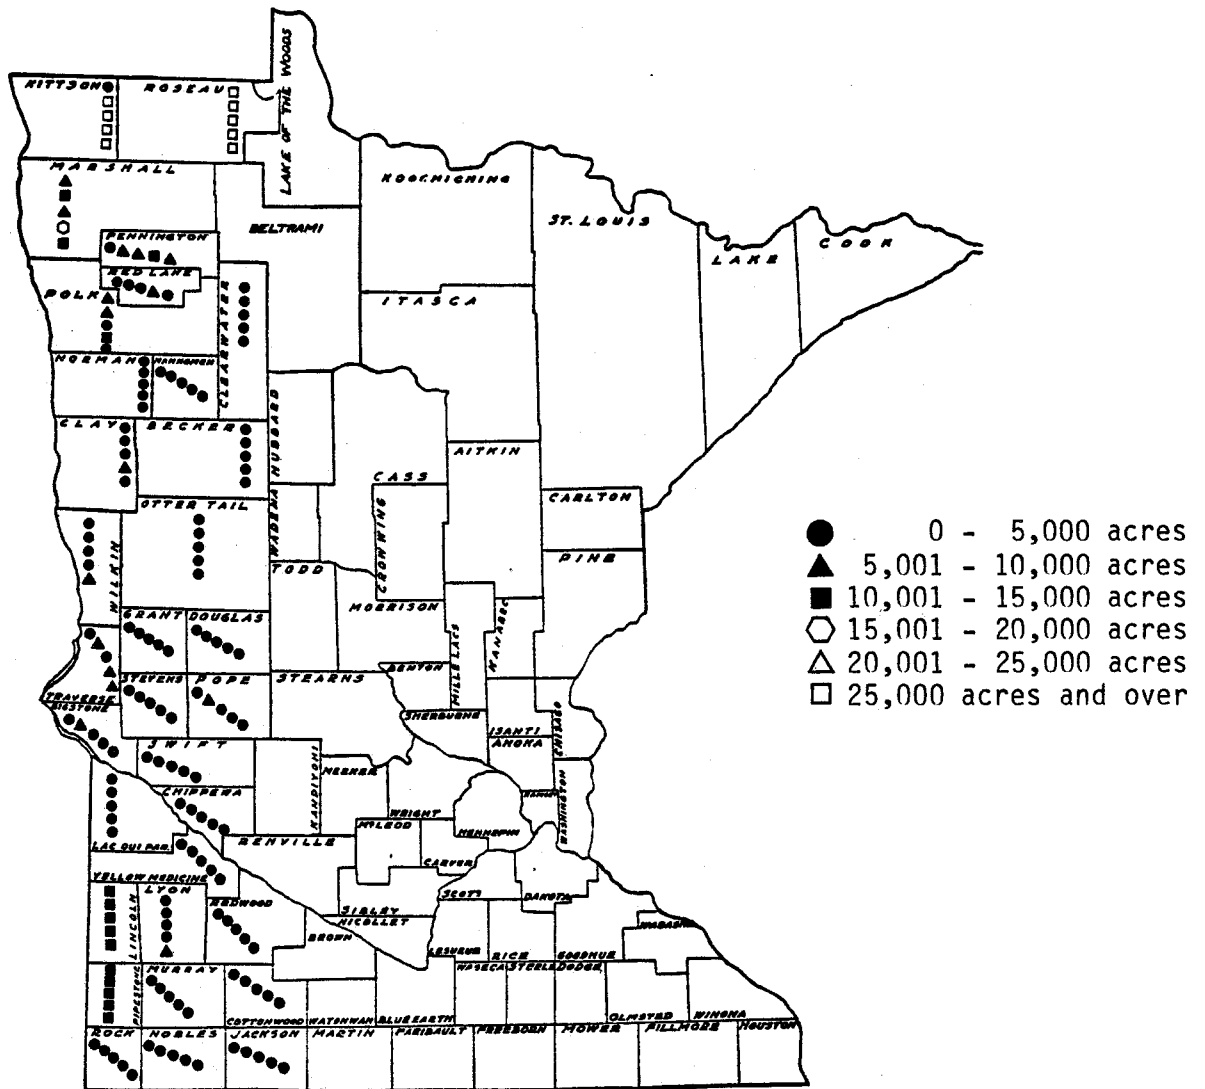 LAKE OF THE WOODS
KITTSON
ROSEAU
MARSHALL
KOOCHICHING
BELTRAMI
ST. LOUIS
LAKE
COOK
PENNINGTON
RED LAKE
POLK
CLEARWATER
ITASCA
NORMAN
CLAY
BECKER
HUBBARD
CASS
AITKIN
CARLTON
OTTER TAIL
WADENA
CROWWING
WILKIN
TODD
PINE
MORRISON
GRANT
DOUGLAS
MILLE LACS
KANABEC
BENTON
TRAVERSE
STEVENS
POPE
STEARNS
BIGSTONE
SHERBURNE
ISANTI
CHISAGO
ANOKA
SWIFT
KANDIYOHI
MEEKER
CHIPPEWA
WRIGHT
RAMSEY
WASHINGTON
McLEOD
HENNEPIN
LAC QUI PAR.
RENVILLE
CARVER
YELLOW MEDICINE
SCOTT
DAKOTA
LINCOLN
LYON
REDWOOD
SIBLEY
NICOLLET
BROWN
LESUEUR
RICE
GOODHUE
WABASHA
PIPESTONE
MURRAY
WASECA
STEELE
DODGE
COTTONWOOD
WATONWAN
BLUE EARTH
OLMSTED
WINONA
ROCK
NOBLES
JACKSON
MARTIN
FARIBAULT
FREEBORN
MOWER
FILLMORE
HOUSTON
0 - 5,000 acres
5,001 - 10,000 acres
10,001 - 15,000 acres
15,001 - 20,000 acres
20,001 - 25,000 acres
25,000 acres and over